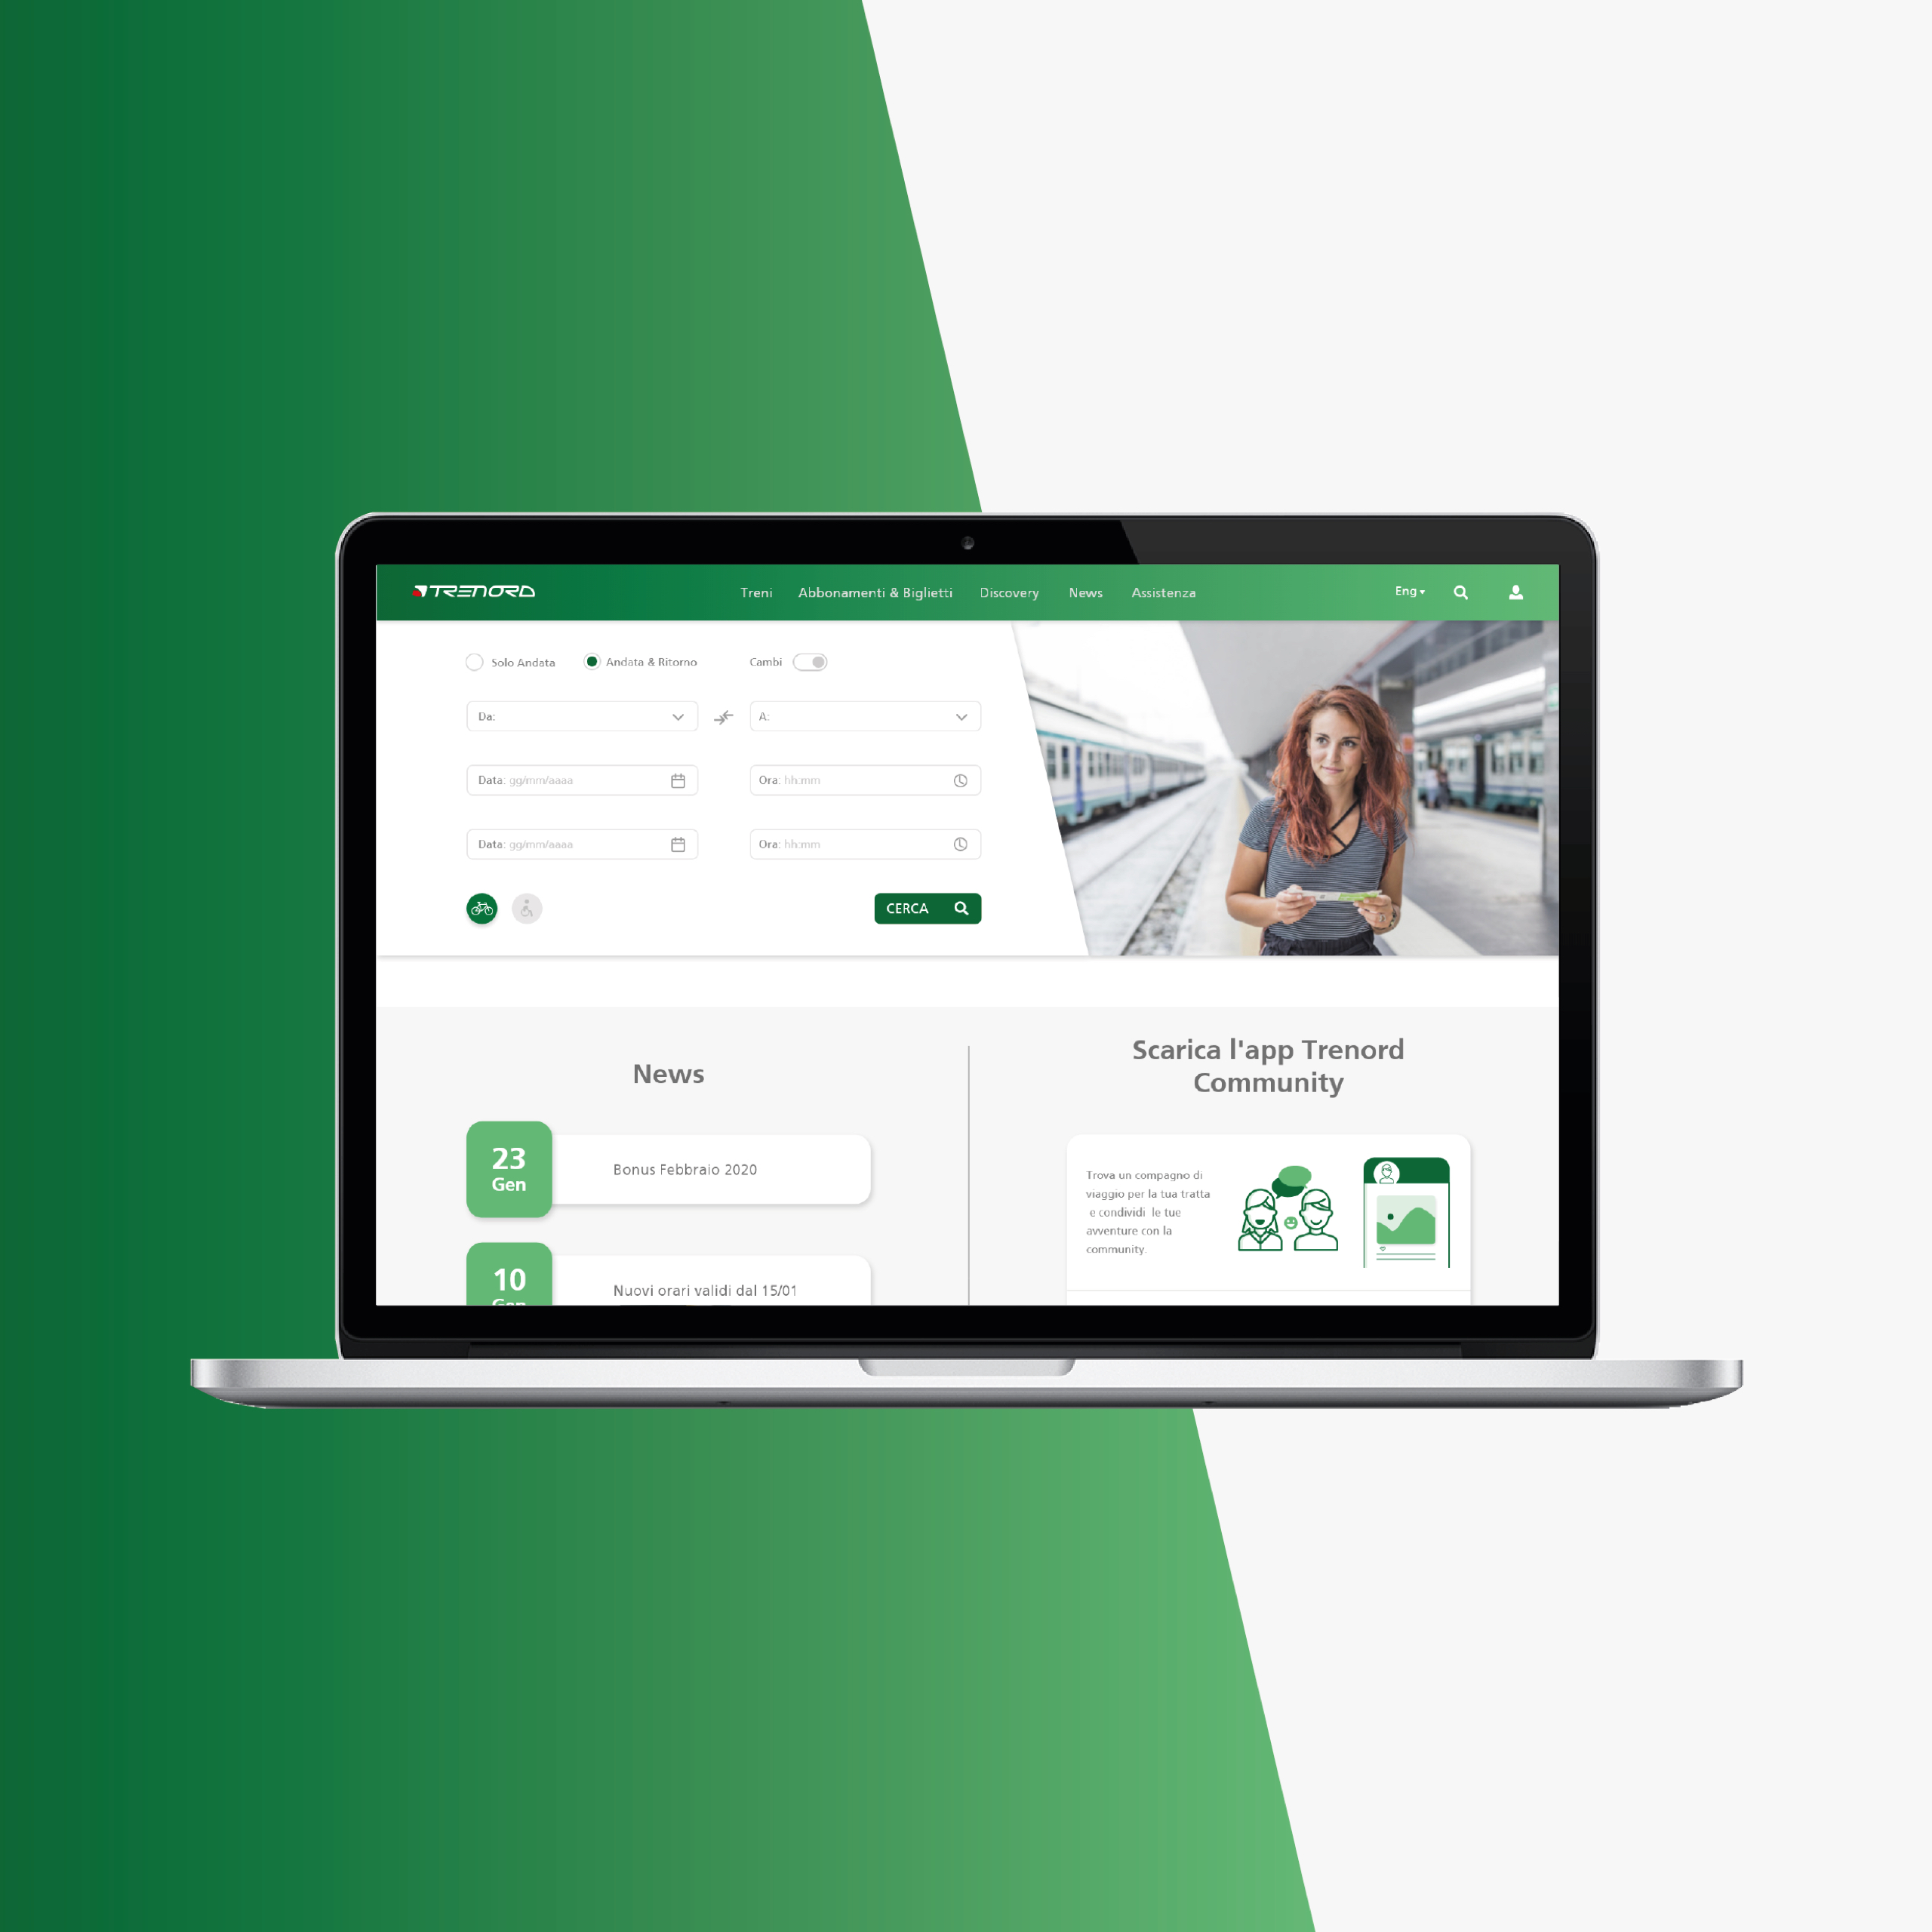 TRENORD
Treni Abbonamenti & Biglietti Discovery News Assistenza Eng
Solo Andata Andata & Ritorno Cambi
Da: A:
Data: gg/mm/aaaa Ora: hh:mm
Data: gg/mm/aaaa Ora: hh:mm
CERCA
News
23
Gen
Bonus Febbraio 2020
10
Gen
Nuovi orari validi dal 15/01
Scarica l'app Trenord
Community
Trova un compagno di
viaggio per la tua tratta
e condividi le tue
avventure con la
community.